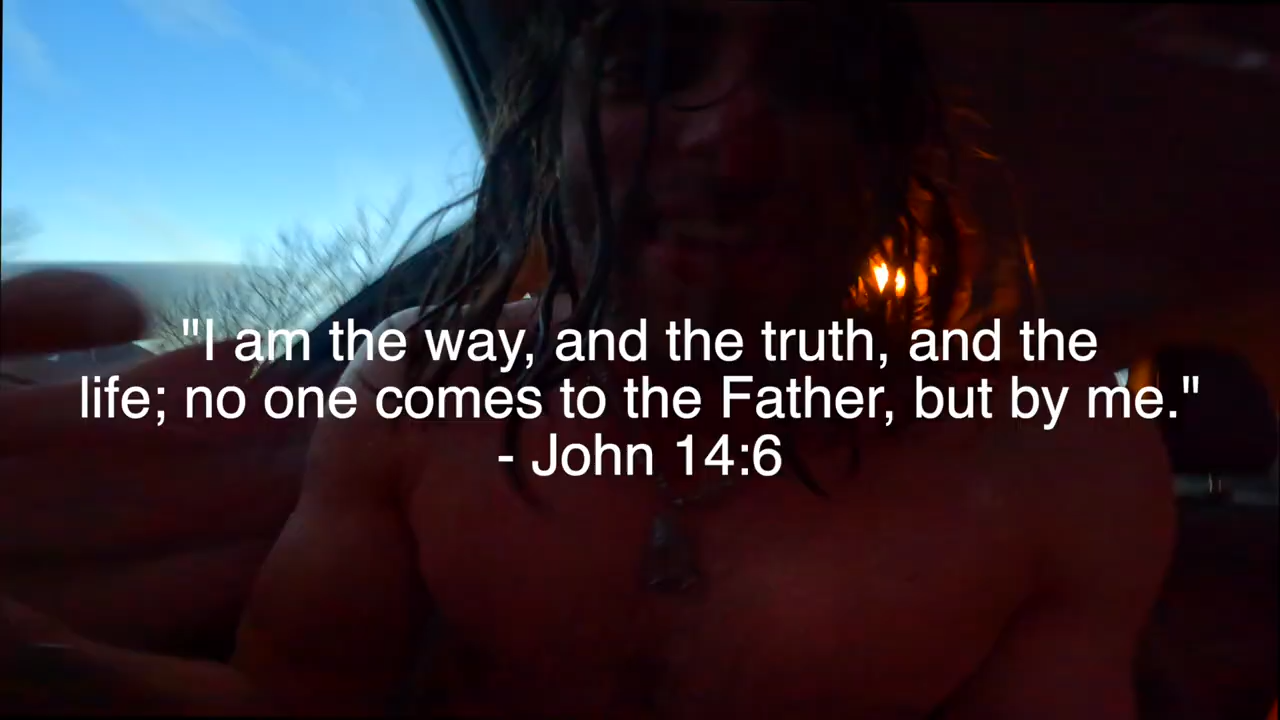 "I am the way, and the truth, and the
life; no one comes to the Father, but by me."
- John 14:6